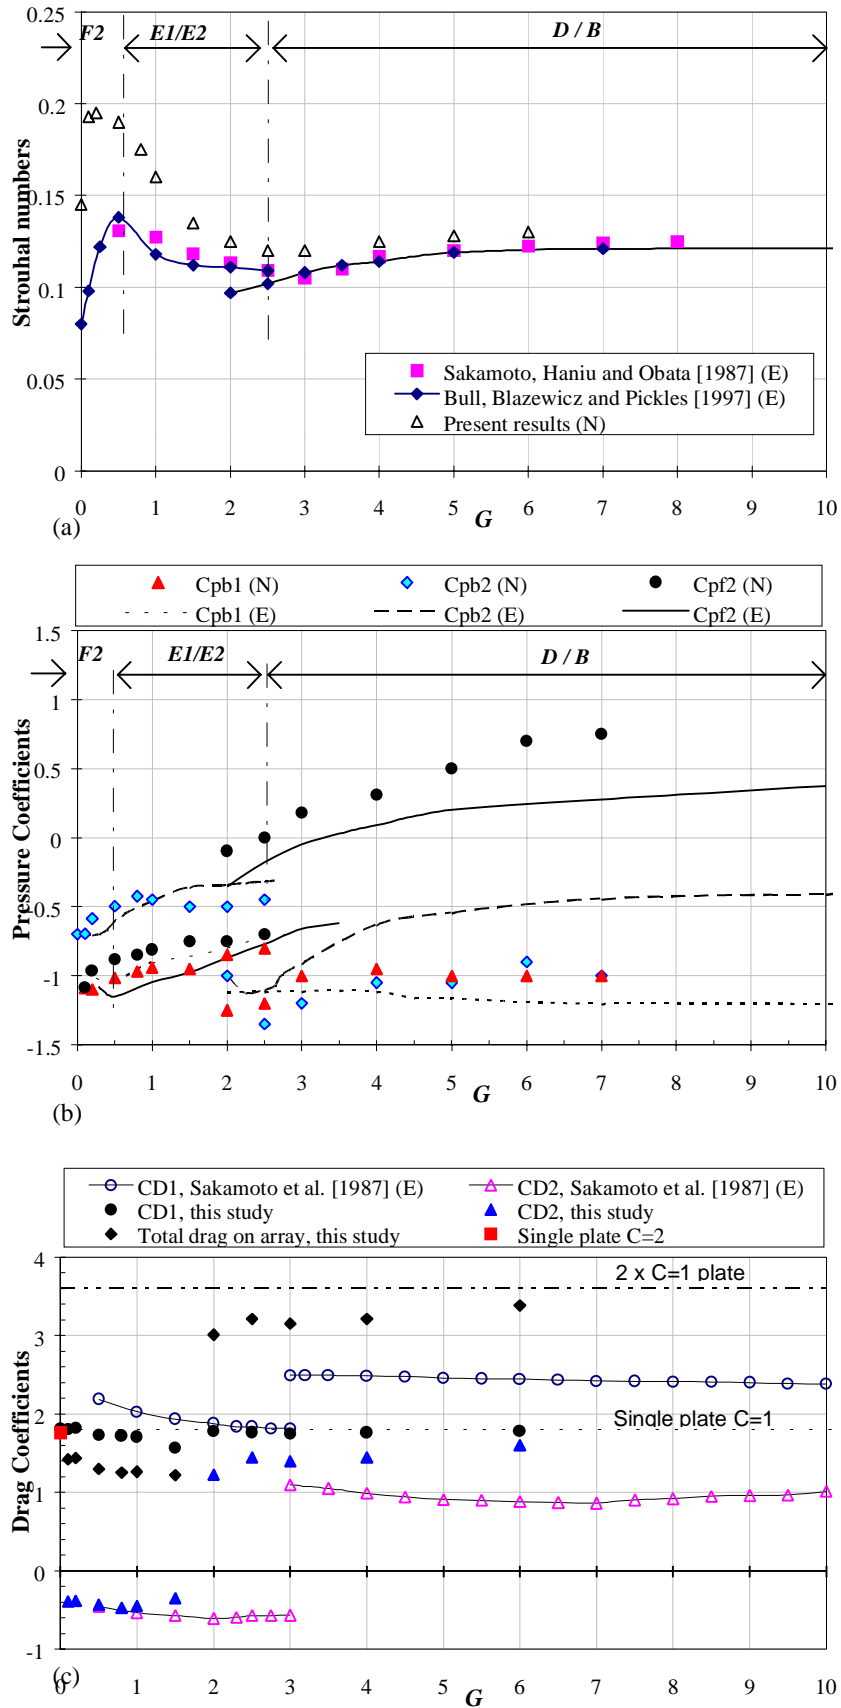 0.25
F2
E1/E2
D / B
0.2
0.15
Strouhal numbers
0.1
Sakamoto, Haniu and Obata [1987] (E)
Bull, Blazewicz and Pickles [1997] (E)
Present results (N)
0.05
0
0 1 2 3 4 5 6 7 8 9 10
(a)
G
Cpb1 (N) Cpb2 (N) Cpf2 (N)
Cpb1 (E) Cpb2 (E) Cpf2 (E)
1.5
F2
E1/E2
D / B
1
Pressure Coefficients
0.5
0
-0.5
-1
-1.5
0 1 2 3 4 5 6 7 8 9 10
(b)
G
CD1, Sakamoto et al. [1987] (E) CD2, Sakamoto et al. [1987] (E)
CD1, this study CD2, this study
Total drag on array, this study Single plate C=2
4
2 x C=1 plate
3
Drag Coefficients
2
Single plate C=1
1
0
-1
(c)
0 1 2 3 4 5 6 7 8 9 10
G